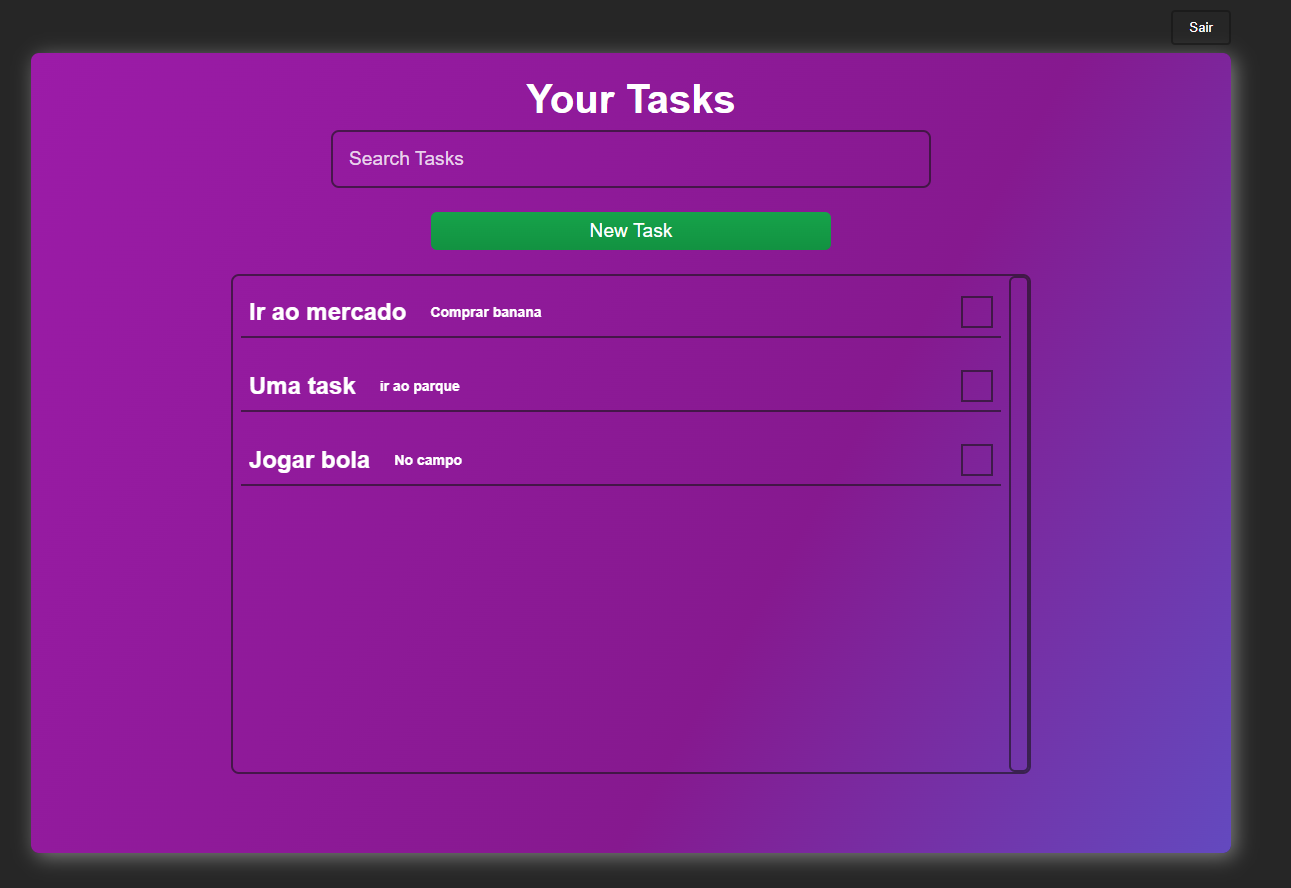 Sair
Your Tasks
Search Tasks
New Task
Ir ao mercado Comprar banana
Uma task ir ao parque
Jogar bola No campo